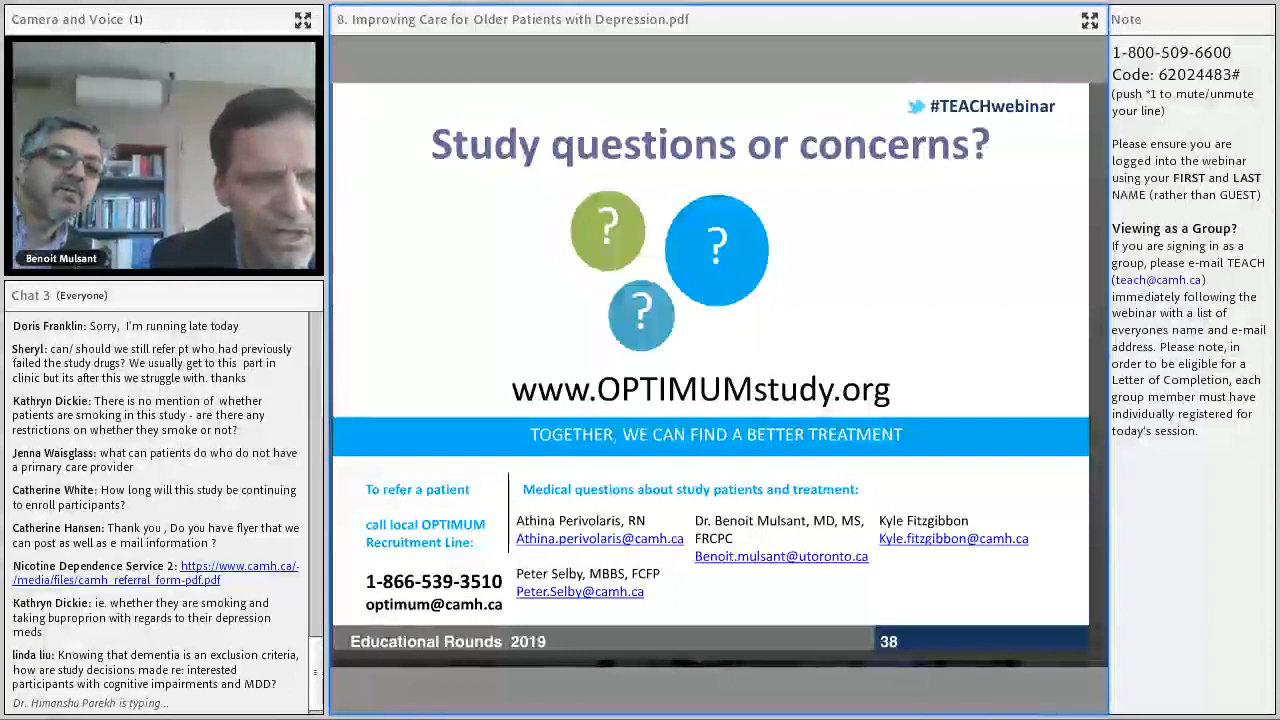 Camera and Voice (1)
Benoit Mulsant
Chat 3 (Everyone)
Doris Franklin: Sorry, I'm running late today
Sheryl: can/ should we still refer pt who had previously
failed the study drugs? We usually get to this part in
clinic but its after this we struggle with. thanks
Kathryn Dickie: There is no mention of whether
patients are smoking in this study - are there any
restrictions on whether they smoke or not?
Jenna Waisglass: what can patients do who do not have
a primary care provider
Catherine White: How long will this study be continuing
to enroll participants?
Catherine Hansen: Thank you , Do you have flyer that we
can post as well as e mail information ?
Nicotine Dependence Service 2: https://www.camh.ca/-
/media/files/camh_referral_form-pdf.pdf
Kathryn Dickie: ie. whether they are smoking and
taking buproprion with regards to their depression
meds
linda liu: Knowing that dementia is an exclusion criteria,
how are study decisions made re: interested
participants with cognitive impairments and MDD?
Dr. Himanshu Parekh is typing...
8. Improving Care for Older Patients with Depression.pdf
#TEACHwebinar
Study questions or concerns?
?
?
?
www.OPTIMUMstudy.org
TOGETHER, WE CAN FIND A BETTER TREATMENT
To refer a patient
call local OPTIMUM
Recruitment Line:
1-866-539-3510
optimum@camh.ca
Medical questions about study patients and treatment:
Athina Perivolaris, RN
Athina.perivolaris@camh.ca
Peter Selby, MBBS, FCFP
Peter.Selby@camh.ca
Dr. Benoit Mulsant, MD, MS,
FRCPC
Benoit.mulsant@utoronto.ca
Kyle Fitzgibbon
Kyle.fitzgibbon@camh.ca
Educational Rounds 2019
38
Note
1-800-509-6600
Code: 62024483#
(push *1 to mute/unmute
your line)
Please ensure you are
logged into the webinar
using your FIRST and LAST
NAME (rather than GUEST)
Viewing as a Group?
If you are signing in as a
group, please e-mail TEACH
(teach@camh.ca)
immediately following the
webinar with a list of
everyones name and e-mail
address. Please note, in
order to be eligible for a
Letter of Completion, each
group member must have
individually registered for
today's session.